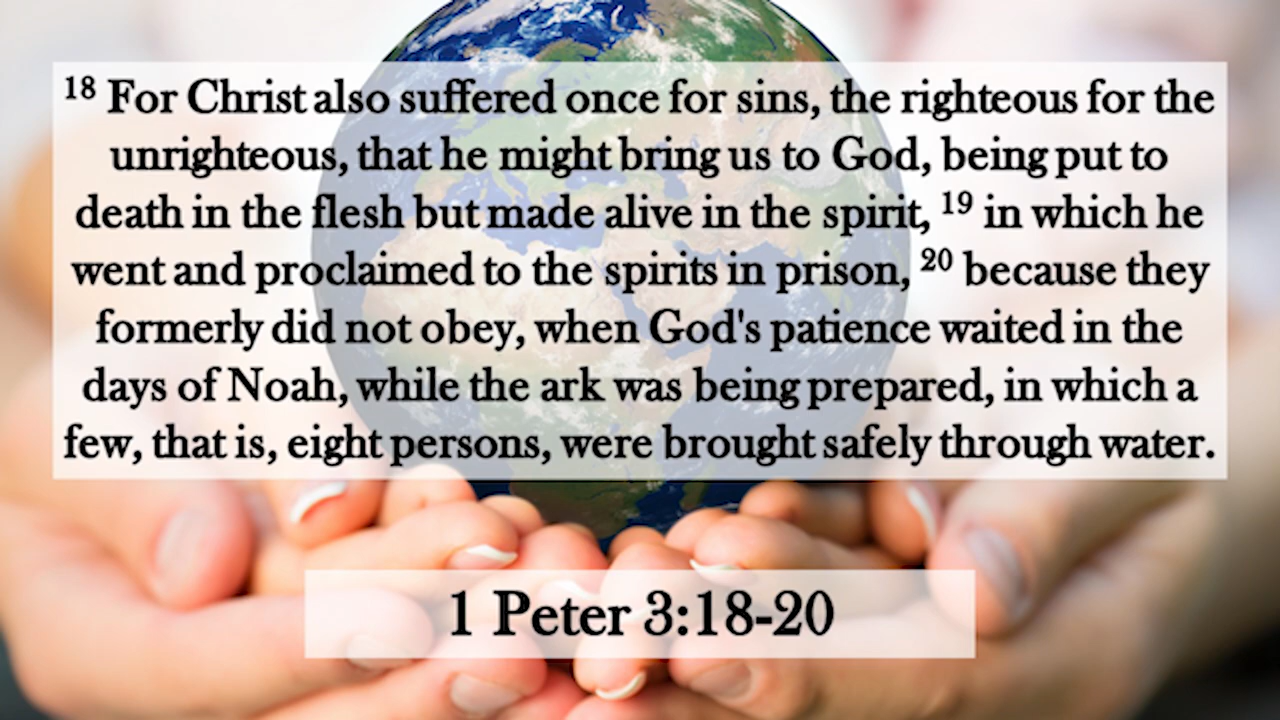 18 For Christ also suffered once for sins, the righteous for the
unrighteous, that he might bring us to God, being put to
death in the flesh but made alive in the spirit, 19 in which he
went and proclaimed to the spirits in prison, 20 because they
formerly did not obey, when God's patience waited in the
days of Noah, while the ark was being prepared, in which a
few, that is, eight persons, were brought safely through water.
1 Peter 3:18-20